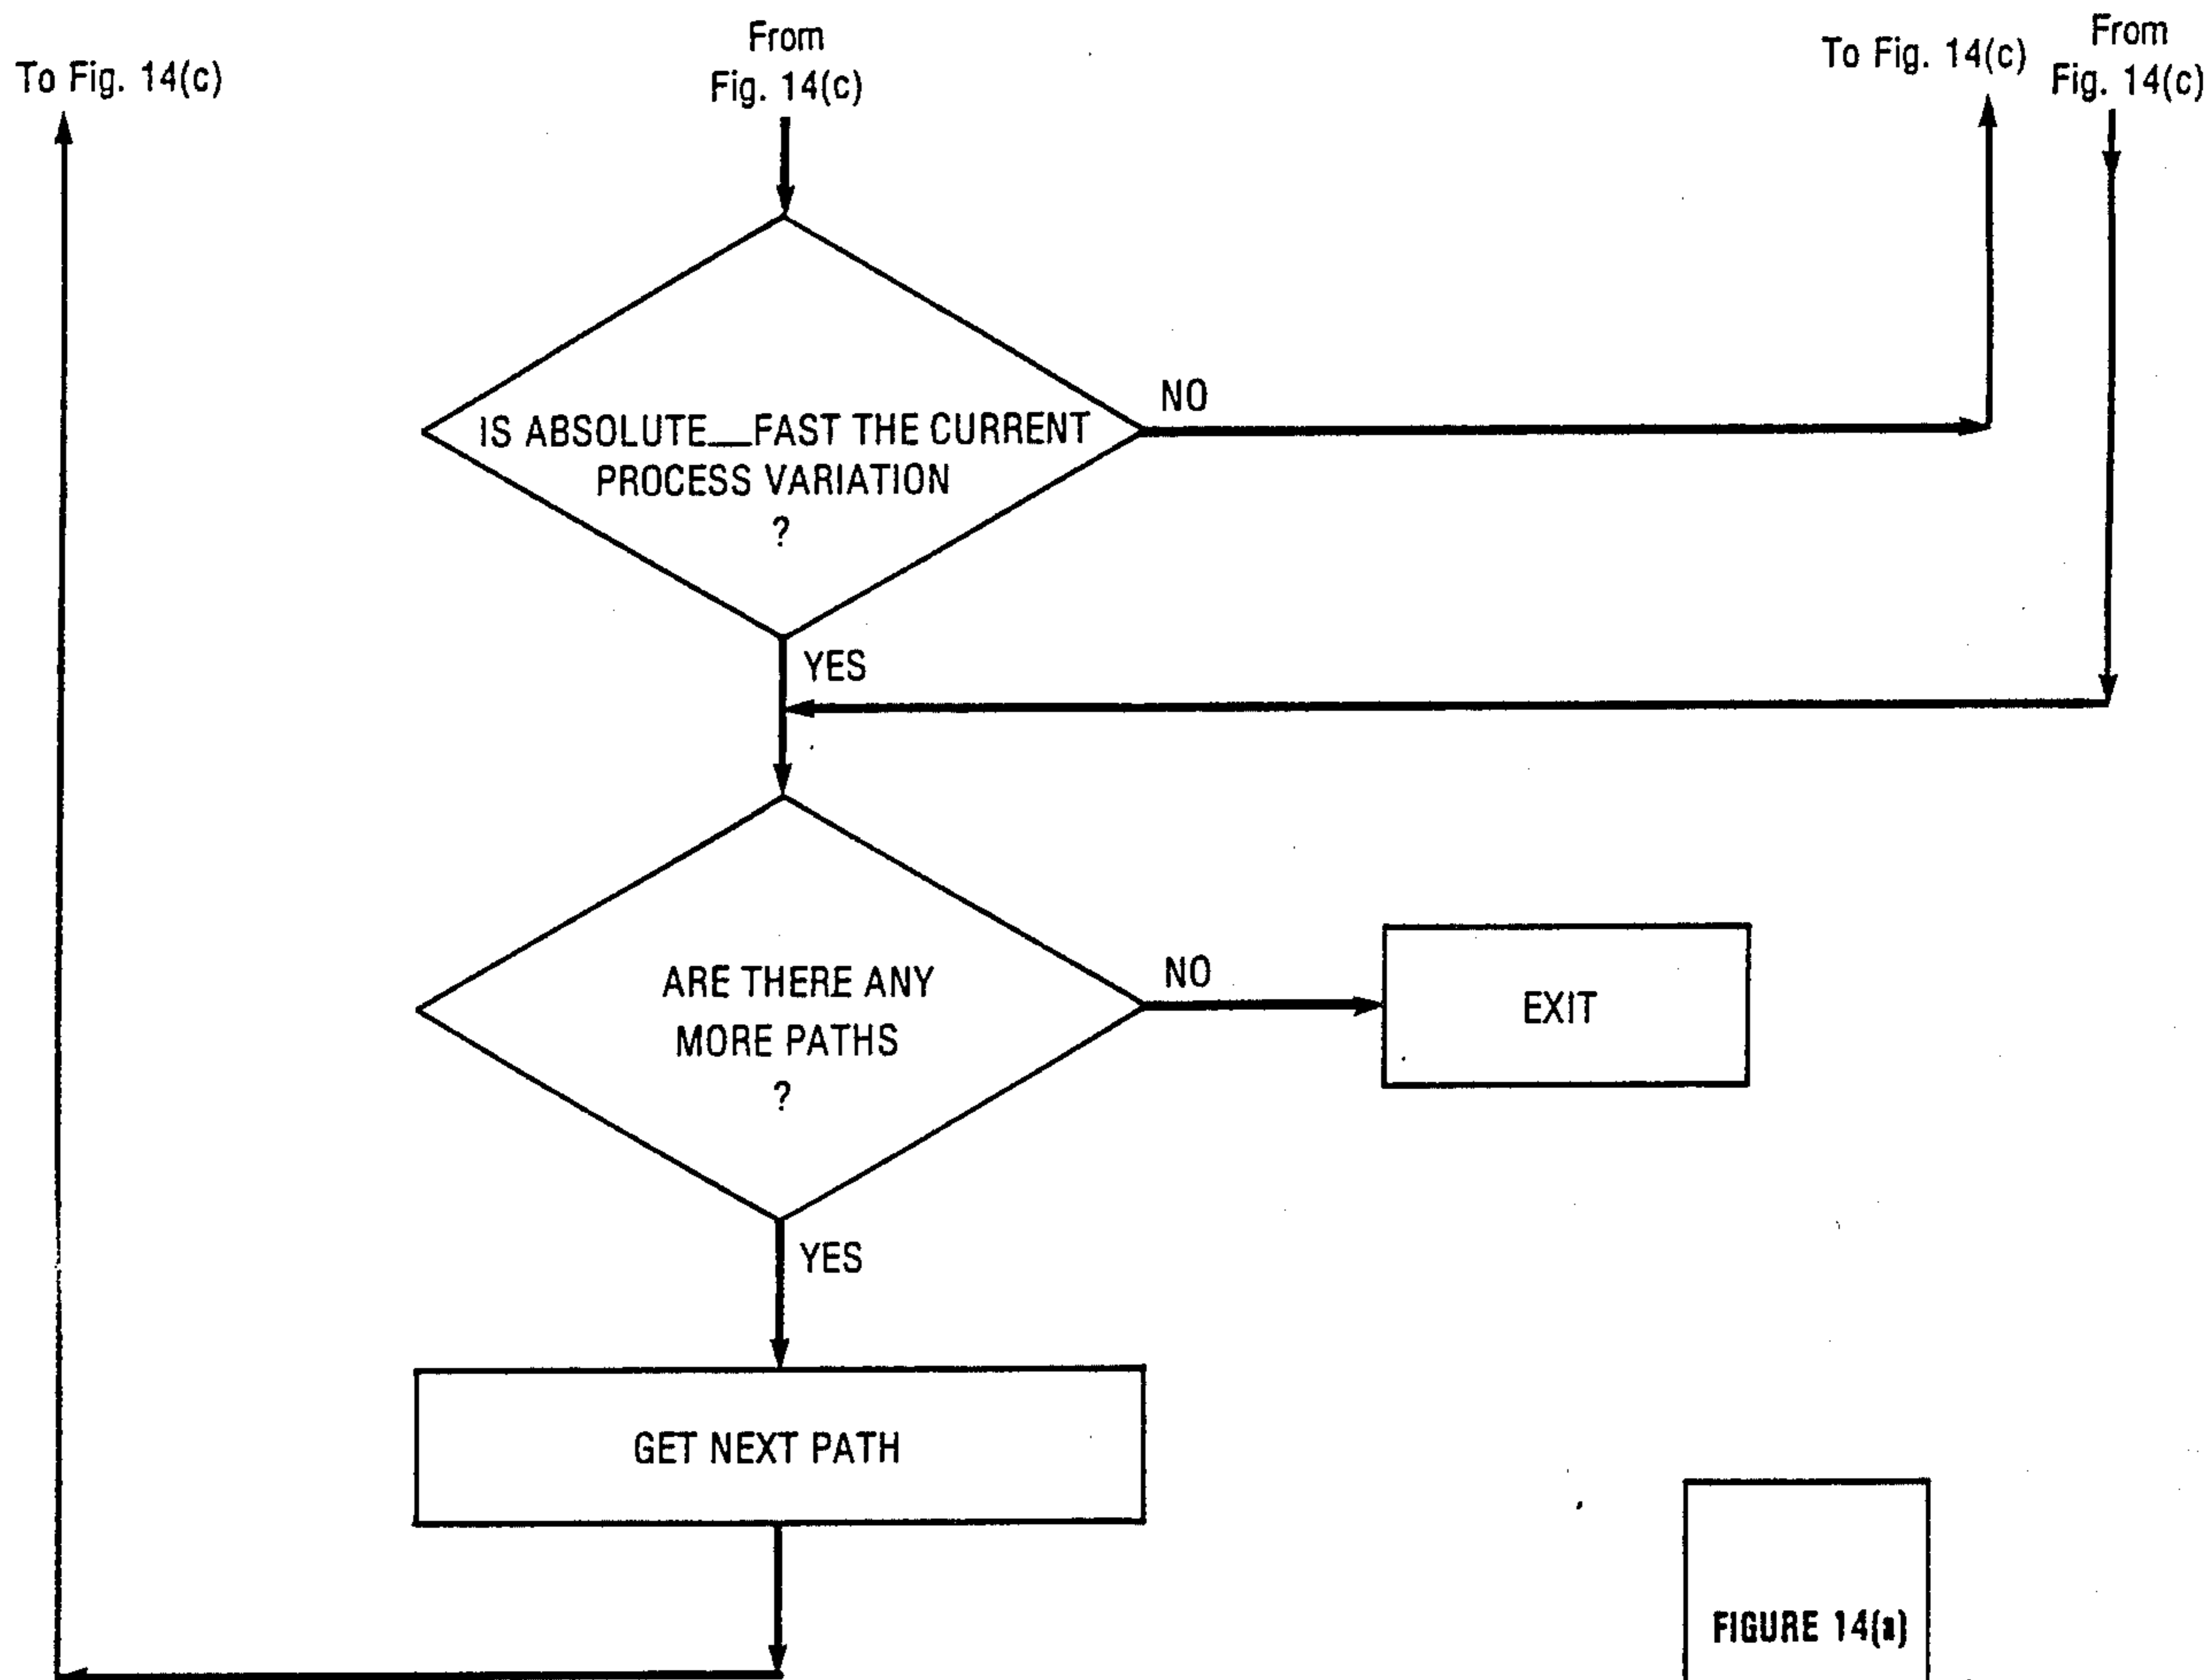 To Fig. 14(c)
From
Fig. 14(c)
To Fig. 14(c)
From
Fig. 14(c)
IS ABSOLUTE__FAST THE CURRENT
PROCESS VARIATION
?
NO
YES
ARE THERE ANY
MORE PATHS
?
NO
EXIT
YES
GET NEXT PATH
FIGURE 14(a)